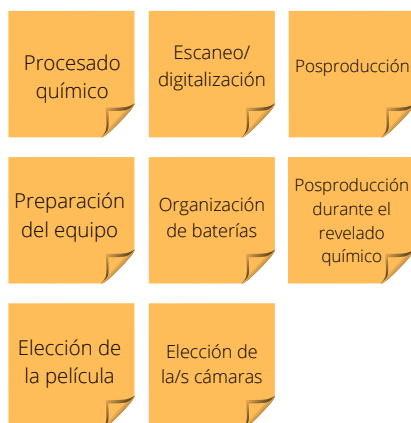 Procesado
químico
Escaneo/
digitalización
Posproducción
Preparación
del equipo
Organización
de baterías
Posproducción
durante el
revelado
químico
Elección de
la película
Elección de
la/s cámaras